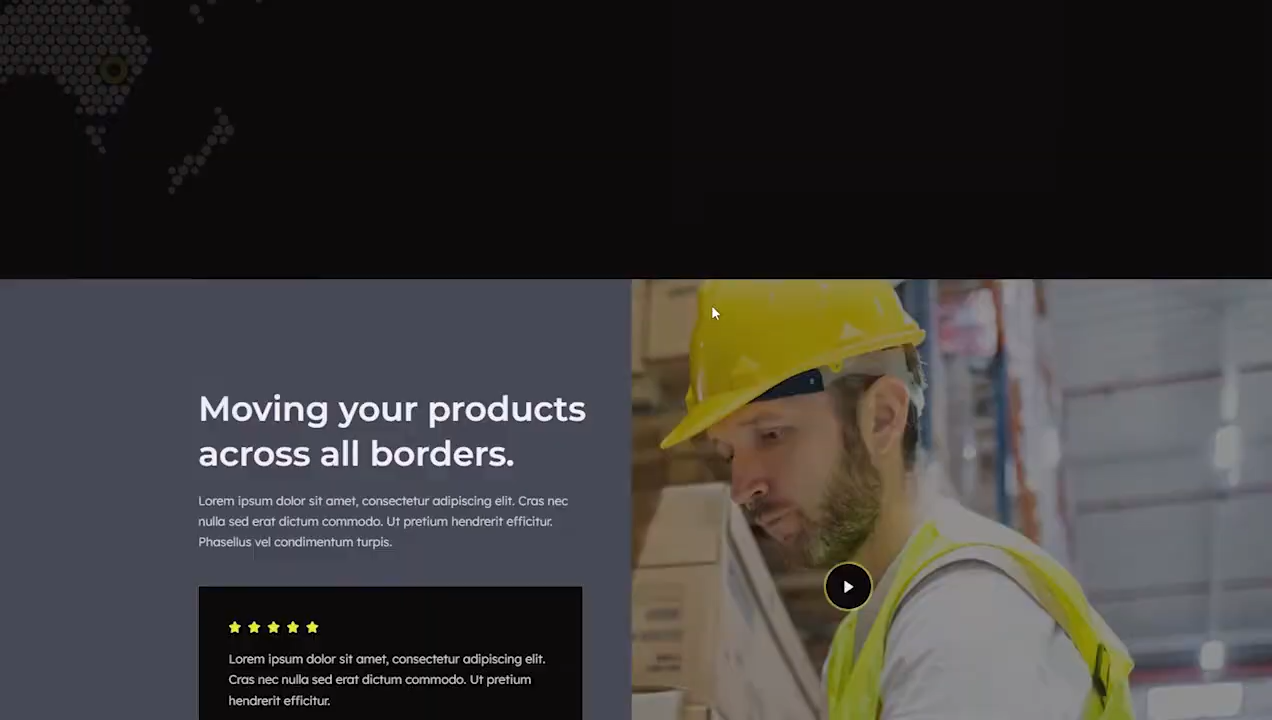 Moving your products
across all borders.
Lorem ipsum dolor sit amet, consectetur adipiscing elit. Cras nec
nulla sed erat dictum commodo. Ut pretium hendrerit efficitur.
Phasellus vel condimentum turpis.
Lorem ipsum dolor sit amet, consectetur adipiscing elit.
Cras nec nulla sed erat dictum commodo. Ut pretium
hendrerit efficitur.